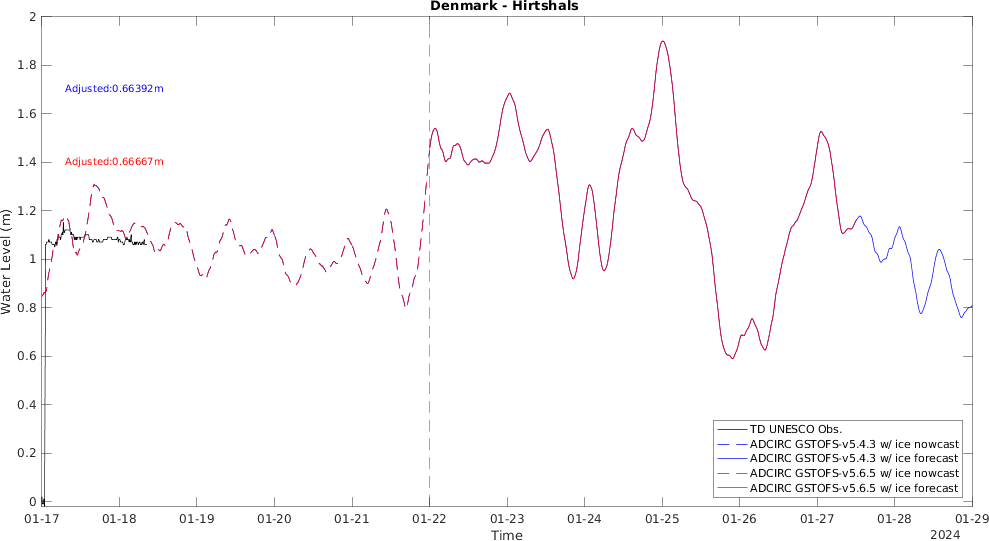 Denmark - Hirtshals
2
1.8
1.6
1.4
1.2
1
0.8
0.6
0.4
0.2
0
Water Level (m)
Adjusted:0.66392m
Adjusted:0.66667m
TD UNESCO Obs.
ADCIRC GSTOFS-v5.4.3 w/ ice nowcast
ADCIRC GSTOFS-v5.4.3 w/ ice forecast
ADCIRC GSTOFS-v5.6.5 w/ ice nowcast
ADCIRC GSTOFS-v5.6.5 w/ ice forecast
01-17 01-18 01-19 01-20 01-21 01-22 01-23 01-24 01-25 01-26 01-27 01-28 01-29
Time
2024